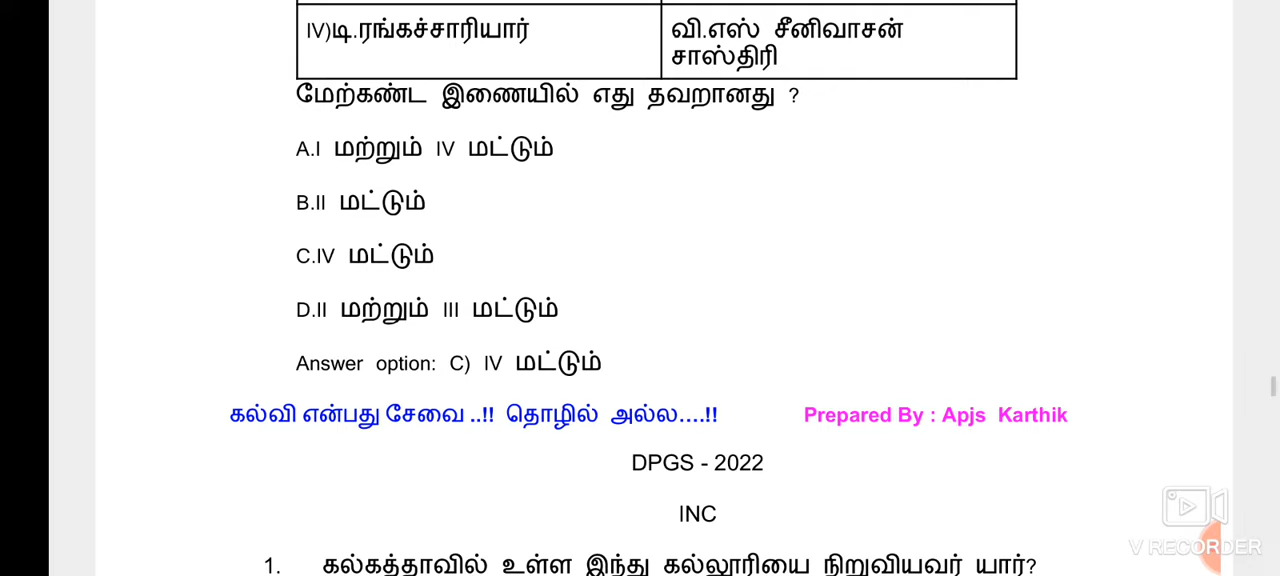 IV)டி.ரங்கச்சாரியார் வி.எஸ் சீனிவாசன்
சாஸ்திரி
மேற்கண்ட இணையில் எது தவறானது ?
A.I மற்றும் IV மட்டும்
B.II மட்டும்
C.IV மட்டும்
D.II மற்றும் III மட்டும்
Answer option: C) IV மட்டும்
கல்வி என்பது சேவை ..!! தொழில் அல்ல....!! Prepared By : Apjs Karthik
DPGS - 2022
INC
1. கல்கத்தாவில் உள்ள இந்து கல்லூரியை நிறுவியவர் யார்?
V RECORDER